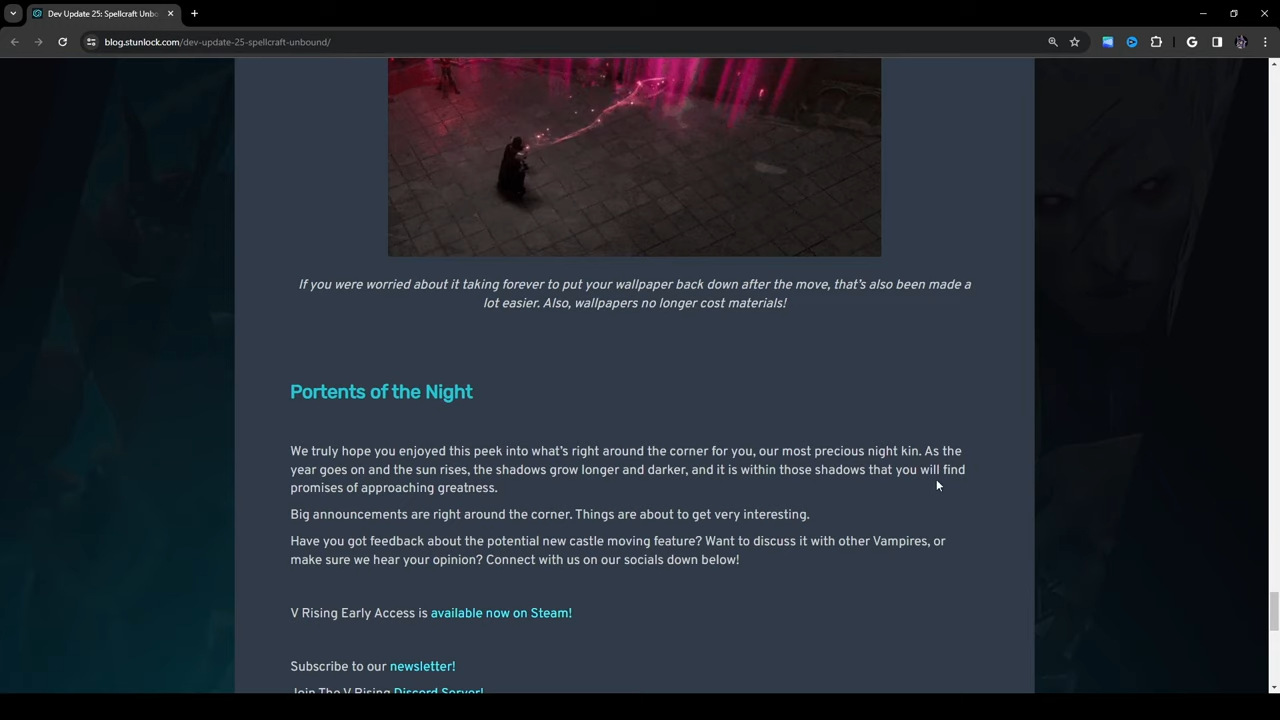 Dev Update 25: Spellcraft Unbo
blog.stunlock.com/dev-update-25-spellcraft-unbound/
If you were worried about it taking forever to put your wallpaper back down after the move, that's also been made a
lot easier. Also, wallpapers no longer cost materials!
Portents of the Night
We truly hope you enjoyed this peek into what's right around the corner for you, our most precious night kin. As the
year goes on and the sun rises, the shadows grow longer and darker, and it is within those shadows that you will find
promises of approaching greatness.
Big announcements are right around the corner. Things are about to get very interesting.
Have you got feedback about the potential new castle moving feature? Want to discuss it with other Vampires, or
make sure we hear your opinion? Connect with us on our socials down below!
V Rising Early Access is available now on Steam!
Subscribe to our newsletter!
Join The V Rising Discord Server!